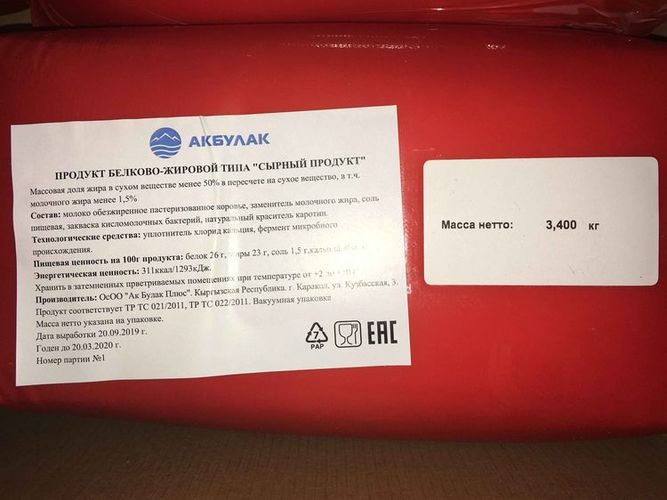 АКБУЛАК
ПРОДУКТ БЕЛКОВО-ЖИРОВОЙ ТИПА "СЫРНЫЙ ПРОДУКТ"
Массовая доля жира в сухом веществе менее 50% в пересчете на сухое вещество, в т.ч.
молочного жира менее 1,5%
Состав: молоко обезжиренное пастеризованное коровье, заменитель молочного жира, соль
пищевая, закваска кисломолочных бактерий, натуральный краситель каротин.
Технологические средства: уплотнитель хлорид кальция, фермент микробного
происхождения.
Пищевая ценность на 100г продукта: белок 26 г, жиры 23 г, соль 1,5 г,
Энергетическая ценность: 311ккал/1293кДж.
Хранить в затемненных прветриваемых помещениях при температуре от +2 до
Производитель: ОсОО "Ак Булак Плюс". Кыргызская Республика. г. Каракол, ул. Кузбасская, 3.
Продукт соответствует ТР ТС 021/2011, ТР ТС 022/2011. Вакуумная упаковка
Масса нетто указана на упаковке.
Дата выработки 20.09.2019 г.
Годен до 20.03.2020 г.
Номер партии №1
7
PAP
EAC
Масса нетто: 3,400 кг